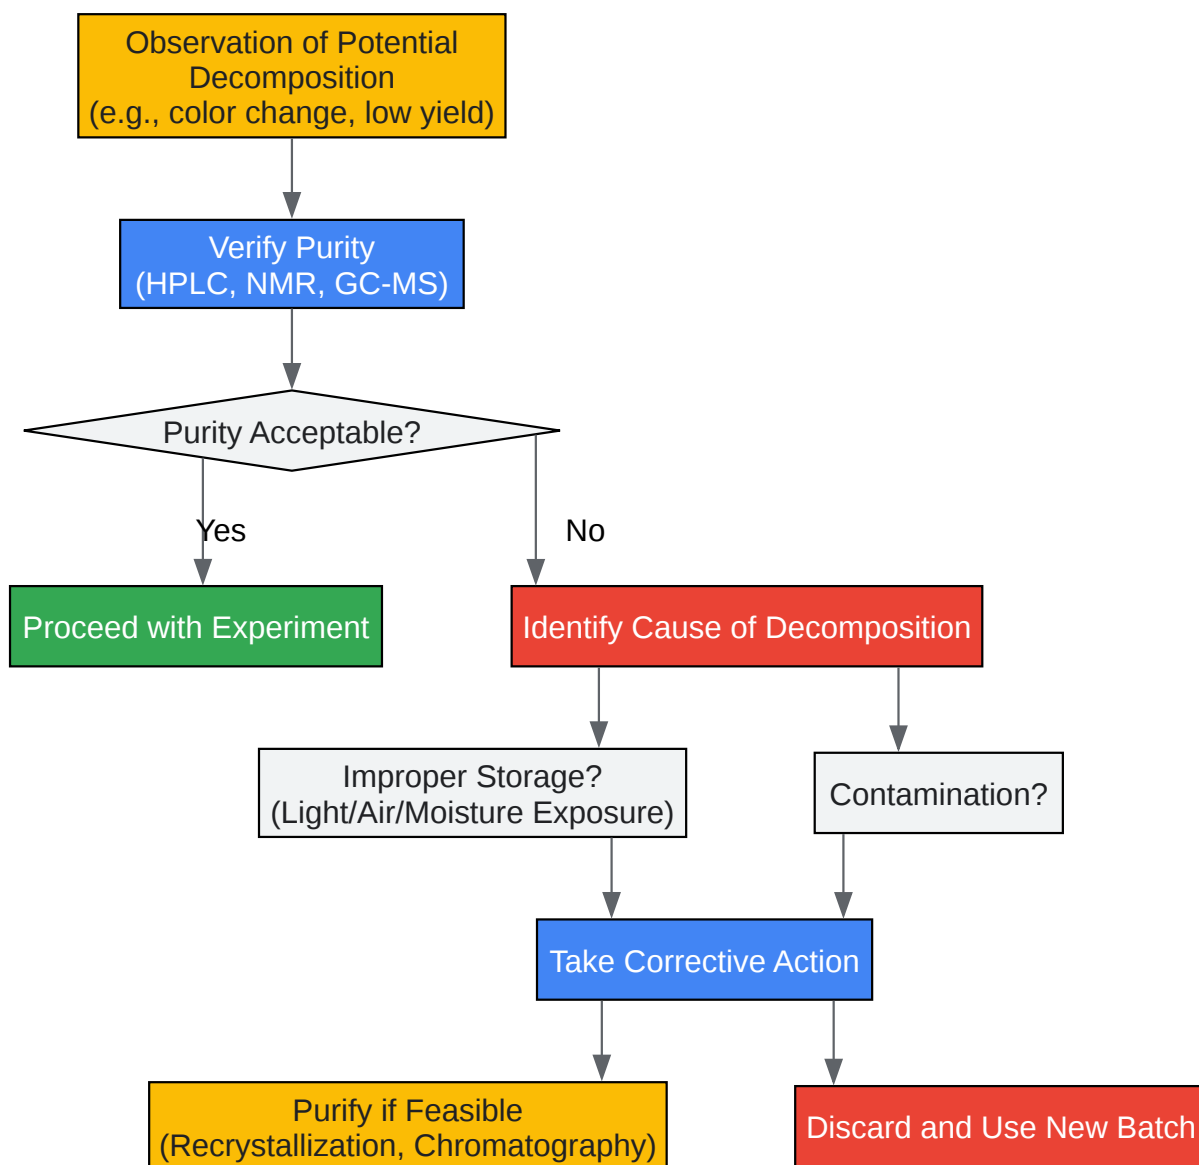 Observation of Potential
Decomposition
(e.g., color change, low yield)
Verify Purity
(HPLC, NMR, GC-MS)
Purity Acceptable?
Yes
No
Proceed with Experiment
Identify Cause of Decomposition
Improper Storage?
(Light/Air/Moisture Exposure)
Contamination?
Take Corrective Action
Purify if Feasible
(Recrystallization, Chromatography)
Discard and Use New Batch